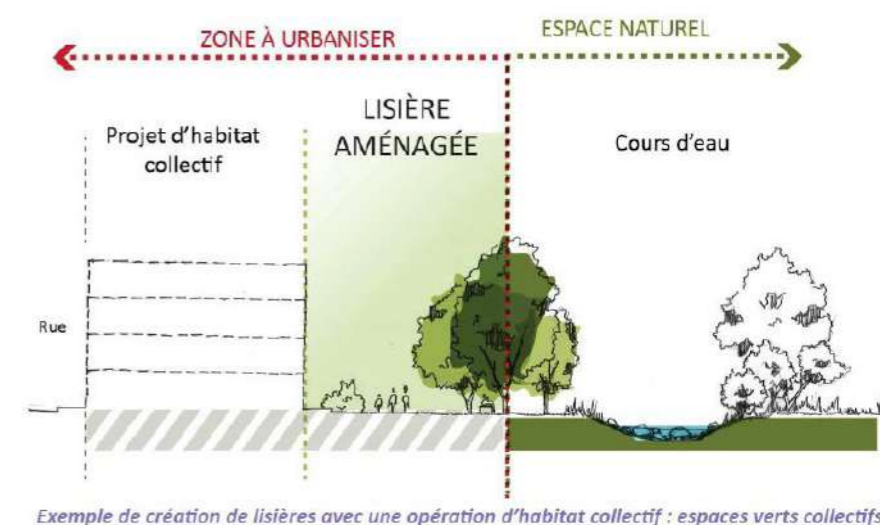 ZONE À URBANISER
ESPACE NATUREL
LISIÈRE
AMÉNAGÉE
Projet d'habitat
collectif
Cours d'eau
Rue
Exemple de création de lisières avec une opération d'habitat collectif : espaces verts collectifs